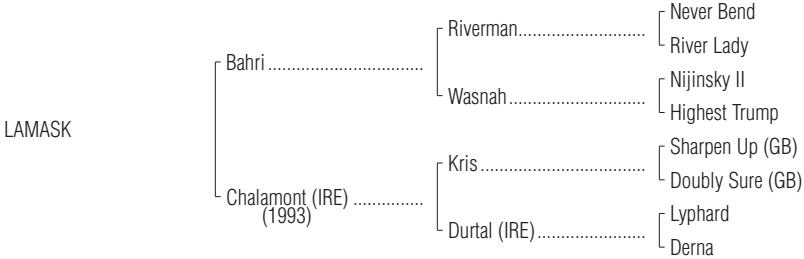 Never Bend
Riverman..............................
River Lady
Bahri....................................
Nijinsky II
Wasnah................................
Highest Trump
LAMASK
Sharpen Up (GB)
Kris.......................................
Doubly Sure (GB)
Chalamont (IRE) ................
(1993)
Lyphard
Durtal (IRE).........................
Derna